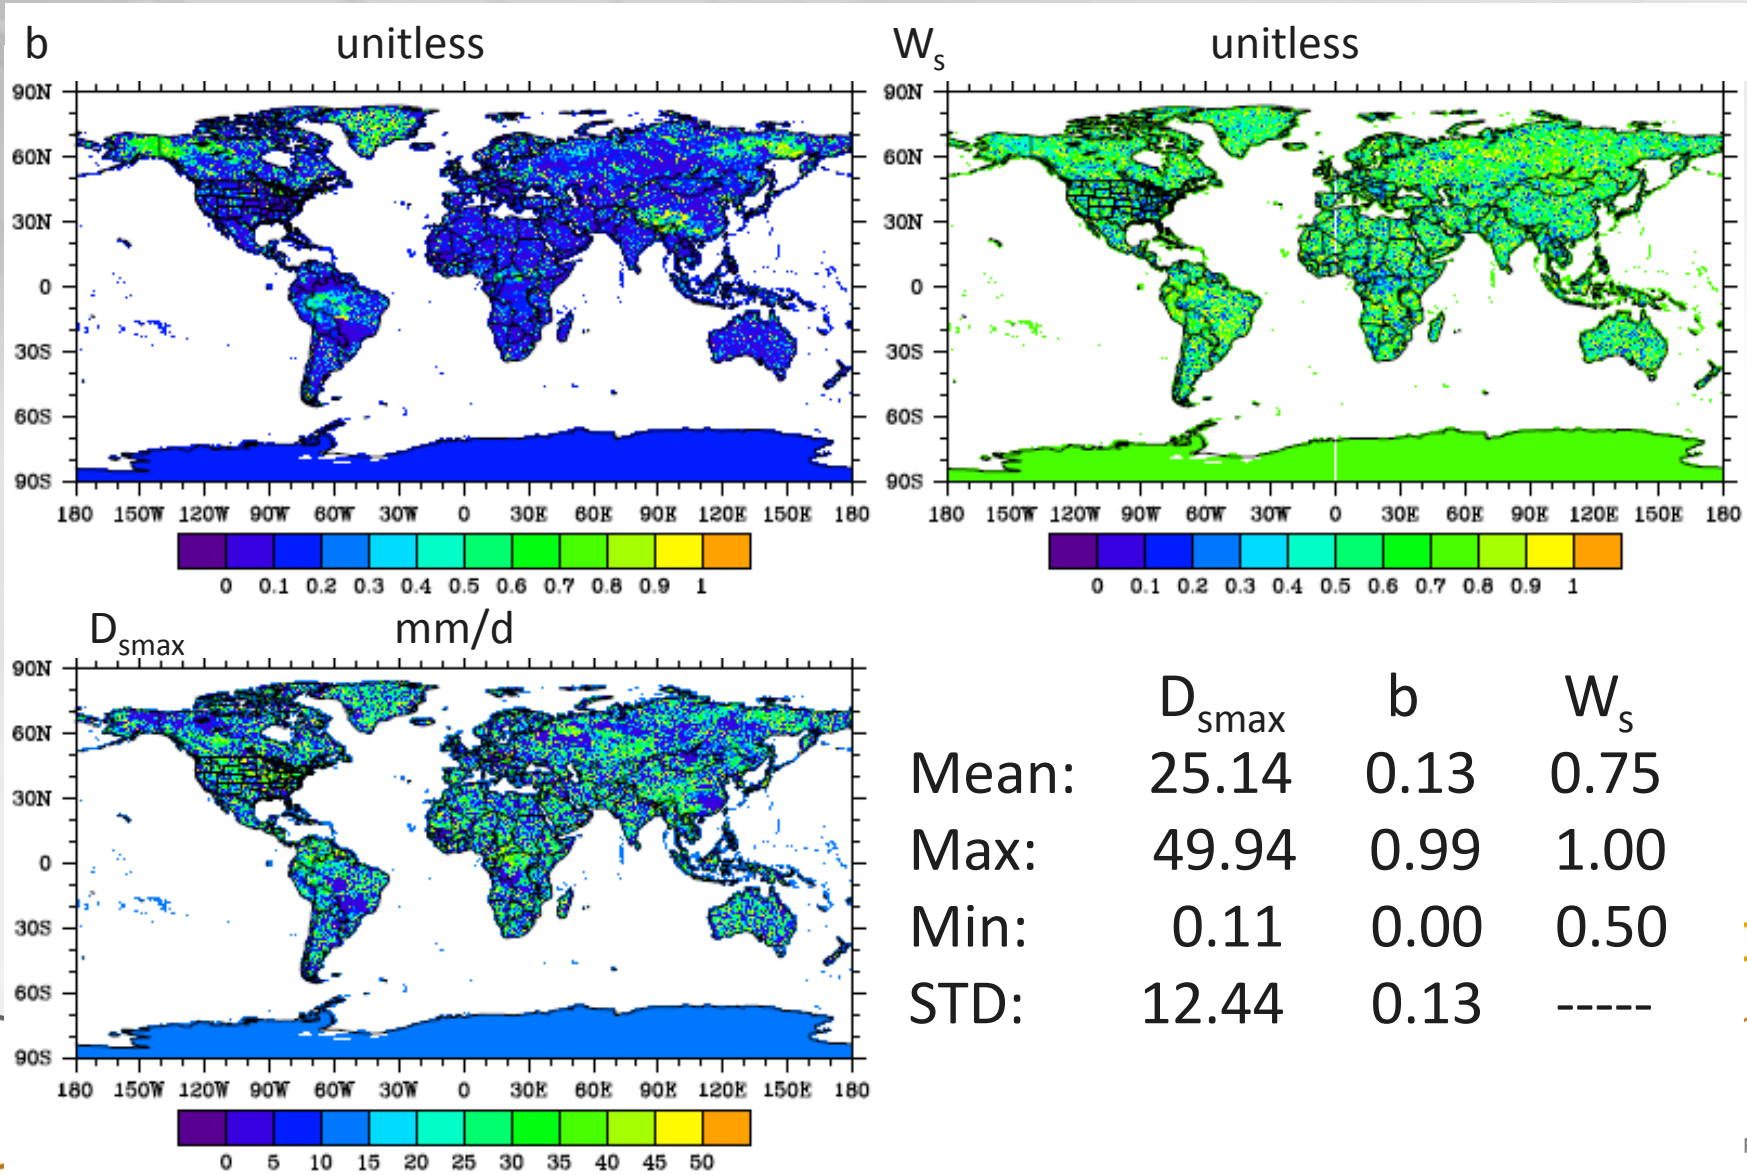 b unitless
90N
60N
30N
0
30S
60S
90S
180 150W 120W 90W 60W 30W 0 30E 60E 90E 120E 150E 180
0 0.1 0.2 0.3 0.4 0.5 0.6 0.7 0.8 0.9 1
Ws unitless
90N
60N
30N
0
30S
60S
90S
180 150W 120W 90W 60W 30W 0 30E 60E 90E 120E 150E 180
0 0.1 0.2 0.3 0.4 0.5 0.6 0.7 0.8 0.9 1
Dsmax mm/d
90N
60N
30N
0
30S
60S
90S
180 150W 120W 90W 60W 30W 0 30E 60E 90E 120E 150E 180
0 5 10 15 20 25 30 35 40 45 50
Dsmax b Ws
Mean: 25.14 0.13 0.75
Max: 49.94 0.99 1.00
Min: 0.11 0.00 0.50
STD: 12.44 0.13 -----